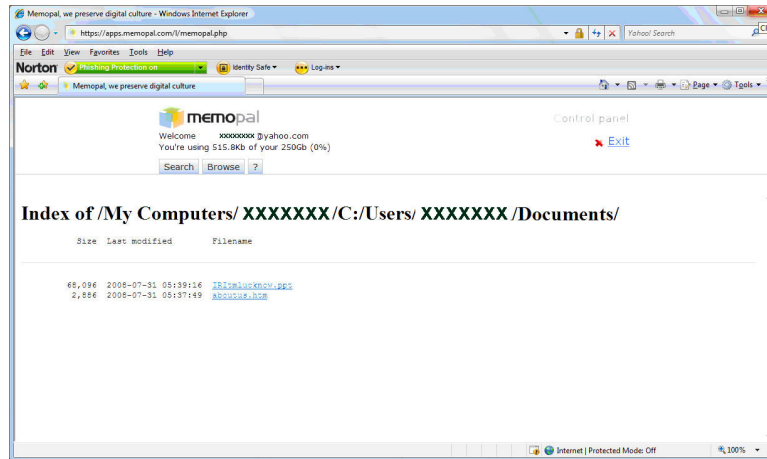 Memopal, we preserve digital culture - Windows Internet Explorer
https://apps.memopal.com/l/memopal.php
Yahoo! Search
File Edit View Favorites Tools Help
Norton Phishing Protection on Identity Safe Log-ins
Memopal, we preserve digital culture
Page Tools
memopal
Control panel
Welcome xxxxxxxx @yahoo.com
You're using 515.8Kb of your 250Gb (0%)
Exit
Search Browse ?
Index of /My Computers/ XXXXXXX /C:/Users/ XXXXXXX /Documents/
Size Last modified Filename
68,096 2008-07-31 05:39:16 IRItmlucknow.ppt
2,886 2008-07-31 05:37:49 aboutus.htm
Internet | Protected Mode: Off
100%